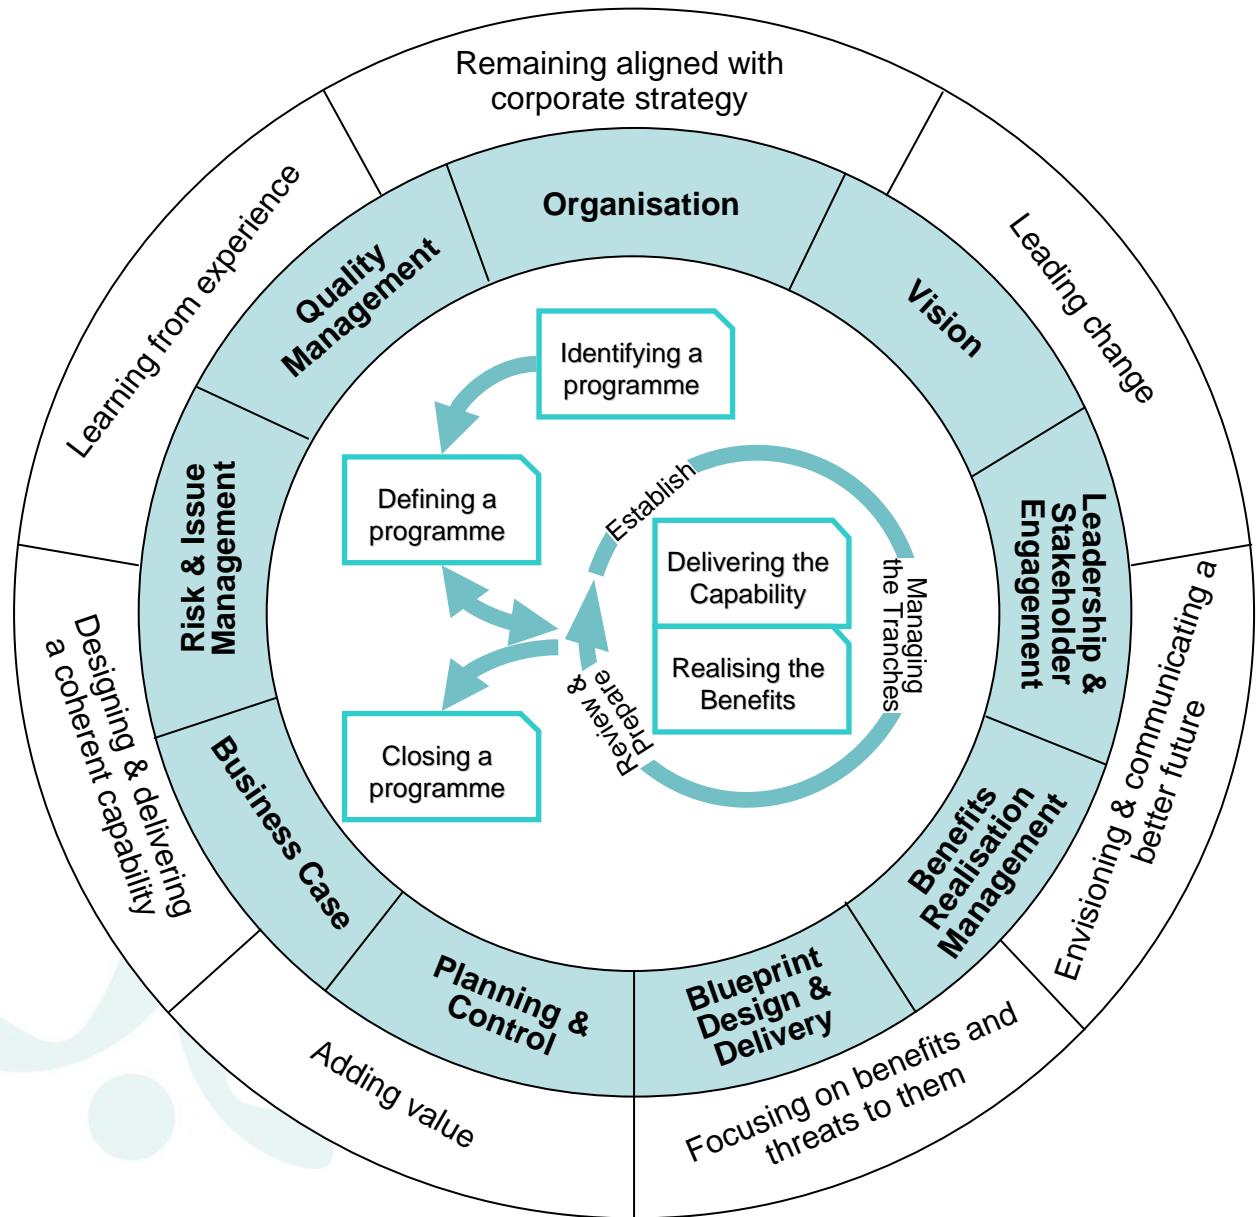 Remaining aligned with
corporate strategy
Leading change
Envisioning & communicating a
better future
Focusing on benefits and
threats to them
Adding value
Designing & delivering
a coherent capability
Learning from experience
Organisation
Vision
Leadership &
Stakeholder
Engagement
Benefits
Realisation
Management
Blueprint
Design &
Delivery
Planning &
Control
Business Case
Risk & Issue
Management
Quality
Management
Identifying a
programme
Defining a
programme
Closing a
programme
Establish
Delivering the
Capability
Realising the
Benefits
Managing
the Tranches
Review &
Prepare